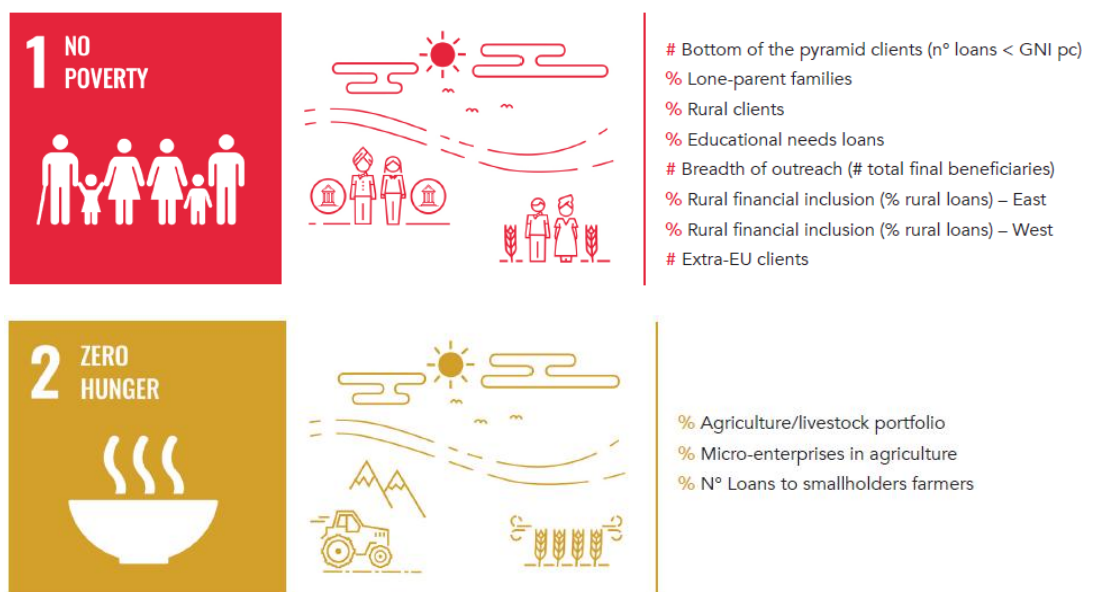 1 NO
POVERTY
# Bottom of the pyramid clients (n° loans < GNI pc)
% Lone-parent families
% Rural clients
% Educational needs loans
# Breadth of outreach (# total final beneficiaries)
% Rural financial inclusion (% rural loans) – East
% Rural financial inclusion (% rural loans) – West
# Extra-EU clients
2 ZERO
HUNGER
% Agriculture/livestock portfolio
% Micro-enterprises in agriculture
% N° Loans to smallholders farmers